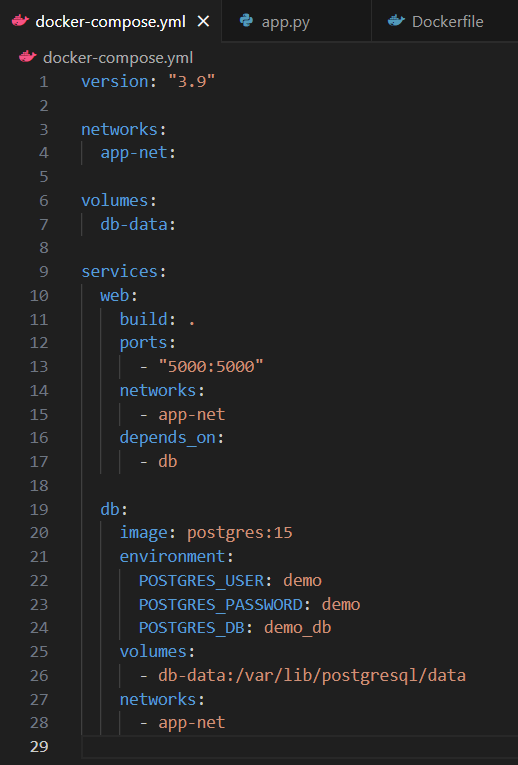 docker-compose.yml app.py Dockerfile
docker-compose.yml
1 version: "3.9"
2
3 networks:
4   app-net:
5
6 volumes:
7   db-data:
8
9 services:
10   web:
11     build: .
12     ports:
13       - "5000:5000"
14     networks:
15       - app-net
16     depends_on:
17       - db
18
19   db:
20     image: postgres:15
21     environment:
22       POSTGRES_USER: demo
23       POSTGRES_PASSWORD: demo
24       POSTGRES_DB: demo_db
25     volumes:
26       - db-data:/var/lib/postgresql/data
27     networks:
28       - app-net
29